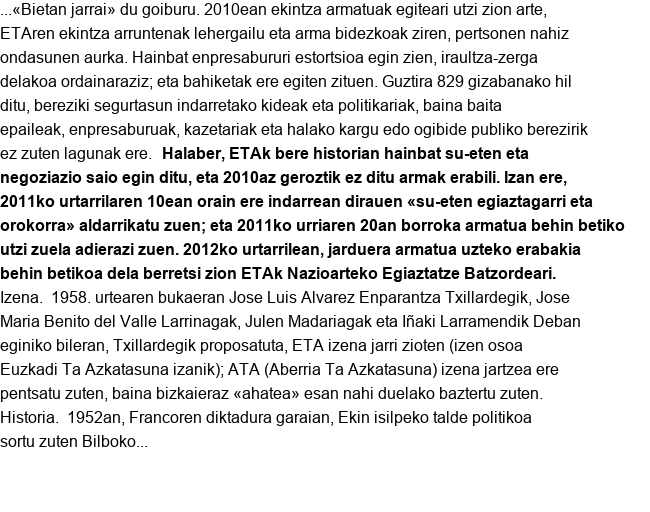 ...«Bietan jarrai» du goiburu. 2010ean ekintza armatuak egiteari utzi zion arte,
ETAren ekintza arruntenak lehergailu eta arma bidezkoak ziren, pertsonen nahiz
ondasunen aurka. Hainbat enpresabururi estortsioa egin zien, iraultza-zerga
delakoa ordainaraziz; eta bahiketak ere egiten zituen. Guztira 829 gizabanako hil
ditu, bereziki segurtasun indarretako kideak eta politikariak, baina baita
epaileak, enpresaburuak, kazetariak eta halako kargu edo ogibide publiko berezirik
ez zuten lagunak ere.  Halaber, ETAk bere historian hainbat su-eten eta
negoziazio saio egin ditu, eta 2010az geroztik ez ditu armak erabili. Izan ere,
2011ko urtarrilaren 10ean orain ere indarrean dirauen «su-eten egiaztagarri eta
orokorra» aldarrikatu zuen; eta 2011ko urriaren 20an borroka armatua behin betiko
utzi zuela adierazi zuen. 2012ko urtarrilean, jarduera armatua uzteko erabakia
behin betikoa dela berretsi zion ETAk Nazioarteko Egiaztatze Batzordeari.
Izena.  1958. urtearen bukaeran Jose Luis Alvarez Enparantza Txillardegik, Jose
Maria Benito del Valle Larrinagak, Julen Madariagak eta Iñaki Larramendik Deban
eginiko bileran, Txillardegik proposatuta, ETA izena jarri zioten (izen osoa
Euzkadi Ta Azkatasuna izanik); ATA (Aberria Ta Azkatasuna) izena jartzea ere
pentsatu zuten, baina bizkaieraz «ahatea» esan nahi duelako baztertu zuten.
Historia.  1952an, Francoren diktadura garaian, Ekin isilpeko talde politikoa
sortu zuten Bilboko...